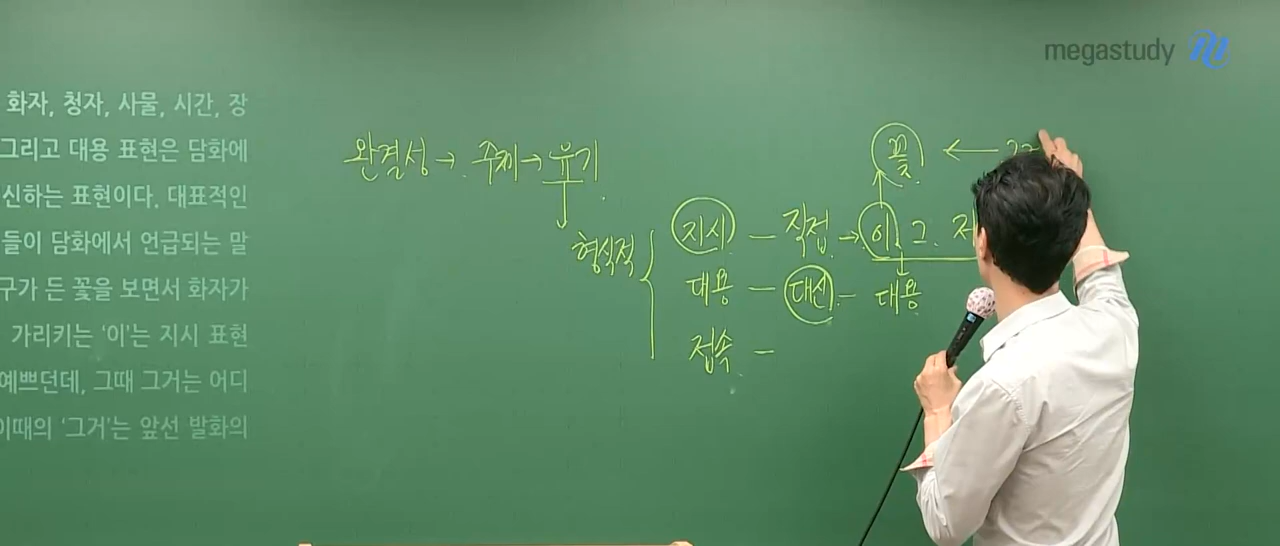 megastudy
화자, 청자, 사물, 시간, 장
그리고 대용 표현은 담화에
신하는 표현이다. 대표적인
들이 담화에서 언급되는 말
구가 든 꽃을 보면서 화자가
가리키는 '이'는 지시 표현
예쁘던데, 그때 그거는 어디
이때의 '그거'는 앞선 발화의
완결성 → 주제 → 유기
꽃 ←
형식적 { 지시 — 직접 → 이, 그, 저
대용 — 대신 — 대용
접속 —